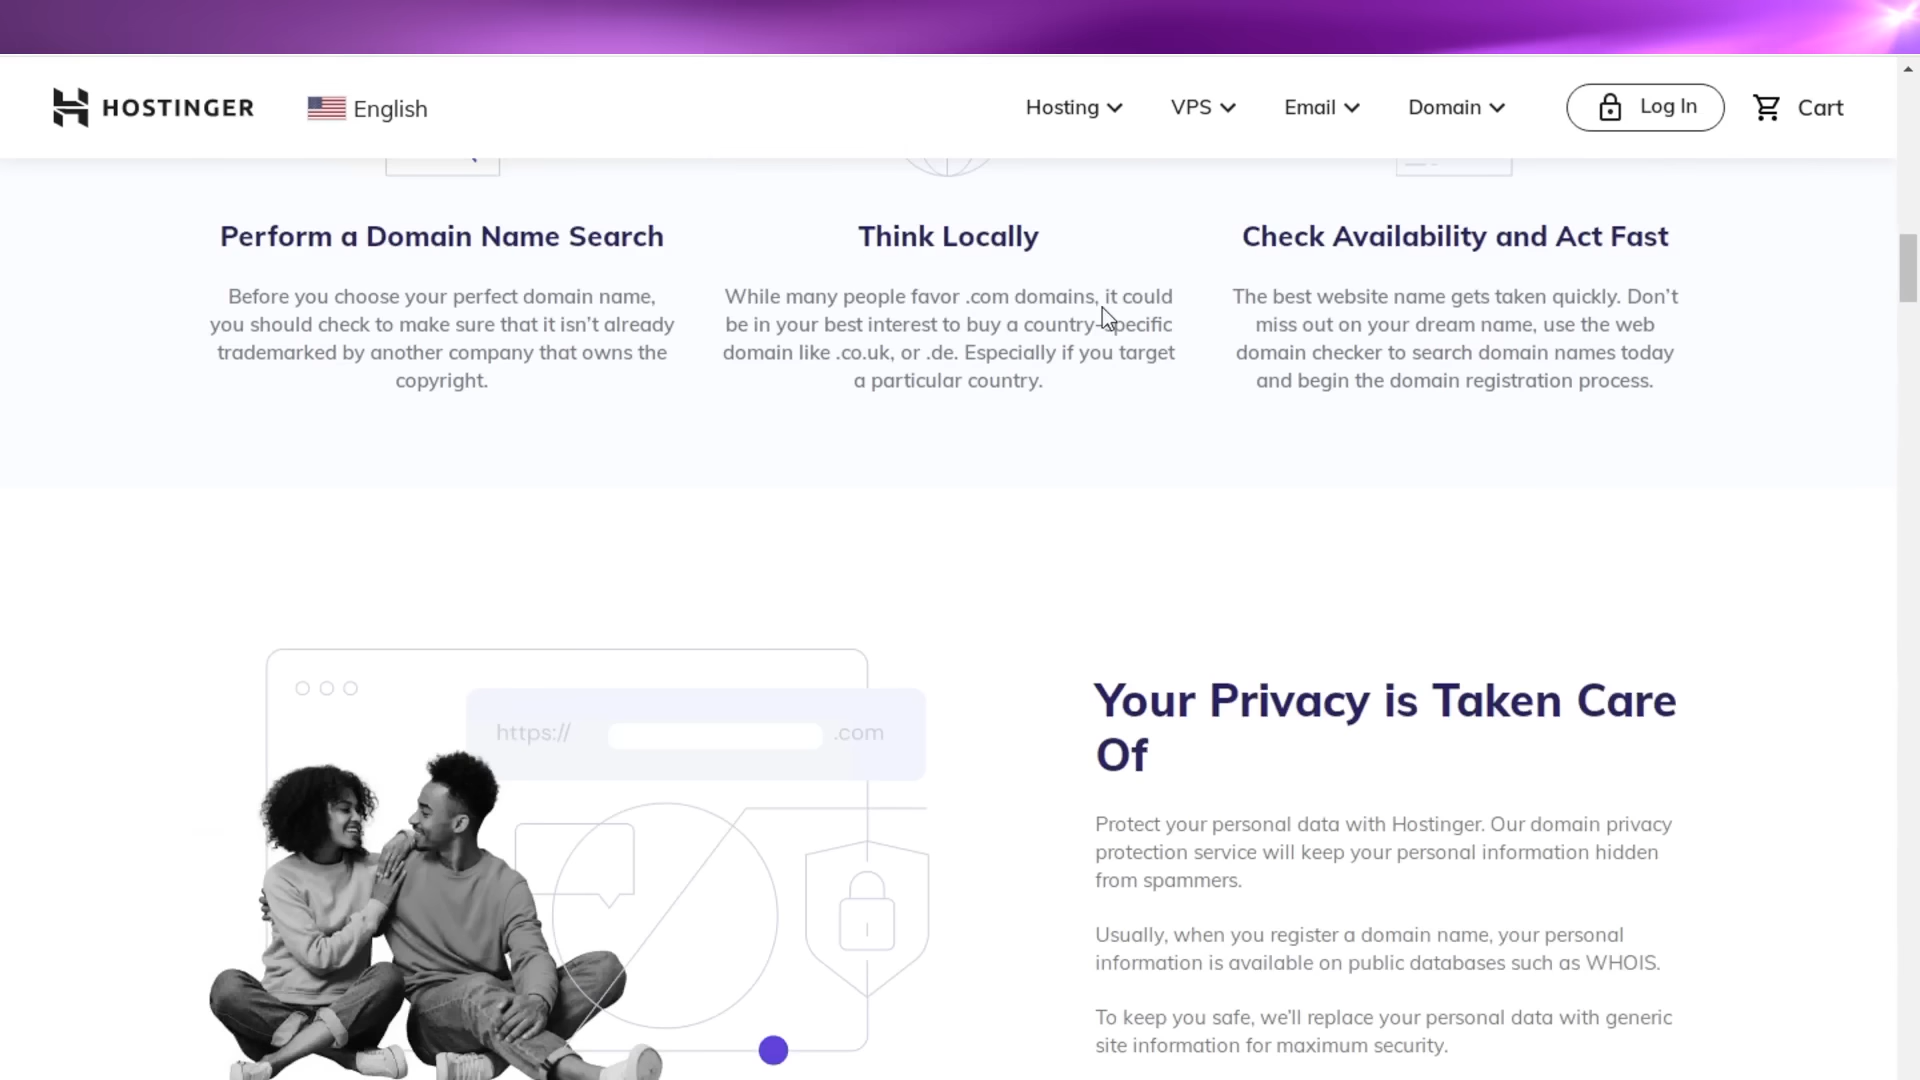 HOSTINGER
English
Hosting
VPS
Email
Domain
Log In
Cart
Perform a Domain Name Search
Before you choose your perfect domain name,
you should check to make sure that it isn’t already
trademarked by another company that owns the
copyright.
Think Locally
While many people favor .com domains, it could
be in your best interest to buy a country-specific
domain like .co.uk, or .de. Especially if you target
a particular country.
Check Availability and Act Fast
The best website name gets taken quickly. Don’t
miss out on your dream name, use the web
domain checker to search domain names today
and begin the domain registration process.
https://
.com
Your Privacy is Taken Care
Of
Protect your personal data with Hostinger. Our domain privacy
protection service will keep your personal information hidden
from spammers.
Usually, when you register a domain name, your personal
information is available on public databases such as WHOIS.
To keep you safe, we’ll replace your personal data with generic
site information for maximum security.